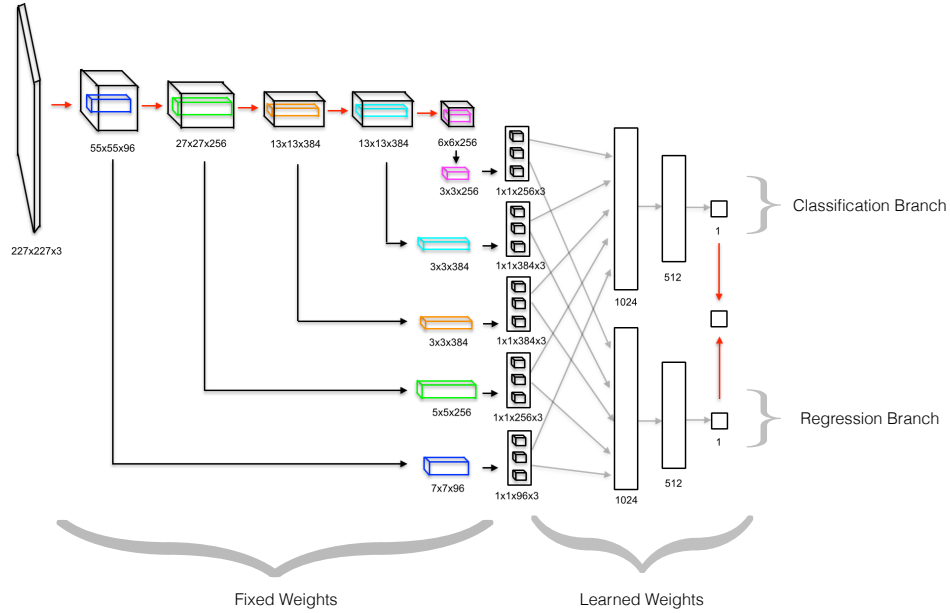 227x227x3
55x55x96
27x27x256
13x13x384
13x13x384
6x6x256
3x3x256
1x1x256x3
3x3x384
1x1x384x3
3x3x384
1x1x384x3
5x5x256
1x1x256x3
7x7x96
1x1x96x3
1024
512
1
Classification Branch
1024
512
1
Regression Branch
Fixed Weights
Learned Weights